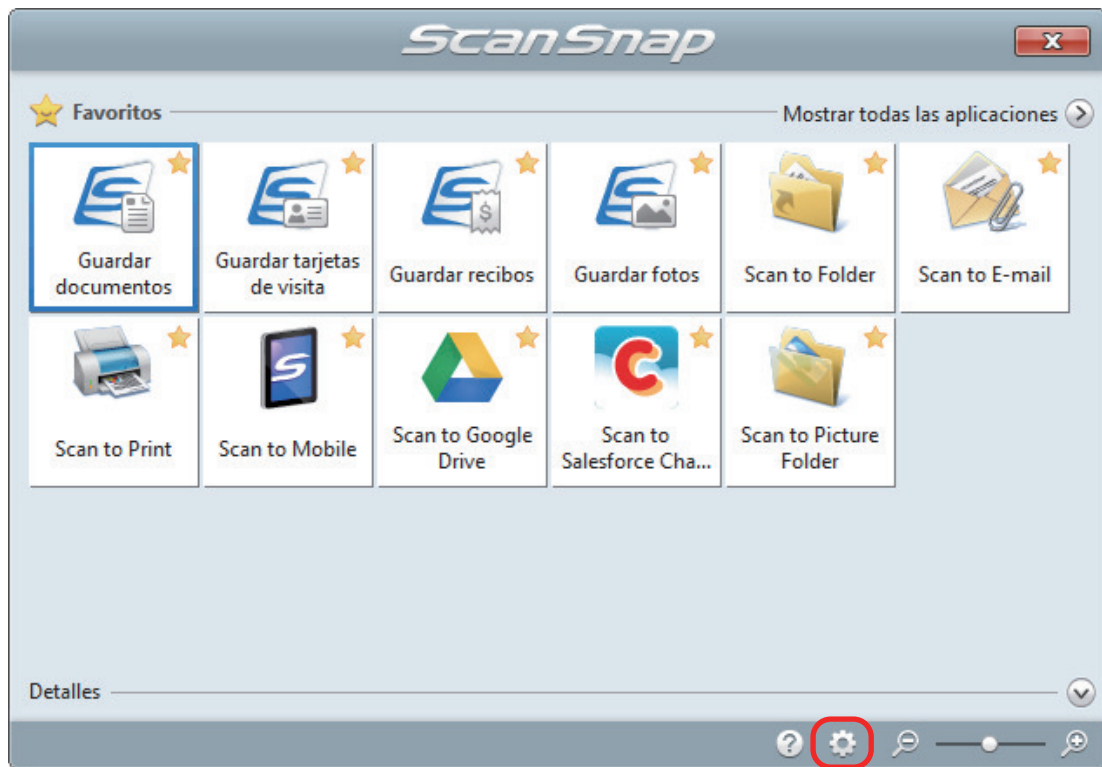 ScanSnap
Favoritos
Mostrar todas las aplicaciones
Guardar
documentos
Guardar tarjetas
de visita
Guardar recibos
Guardar fotos
Scan to Folder
Scan to E-mail
Scan to Print
Scan to Mobile
Scan to Google
Drive
Scan to
Salesforce Cha...
Scan to Picture
Folder
Detalles